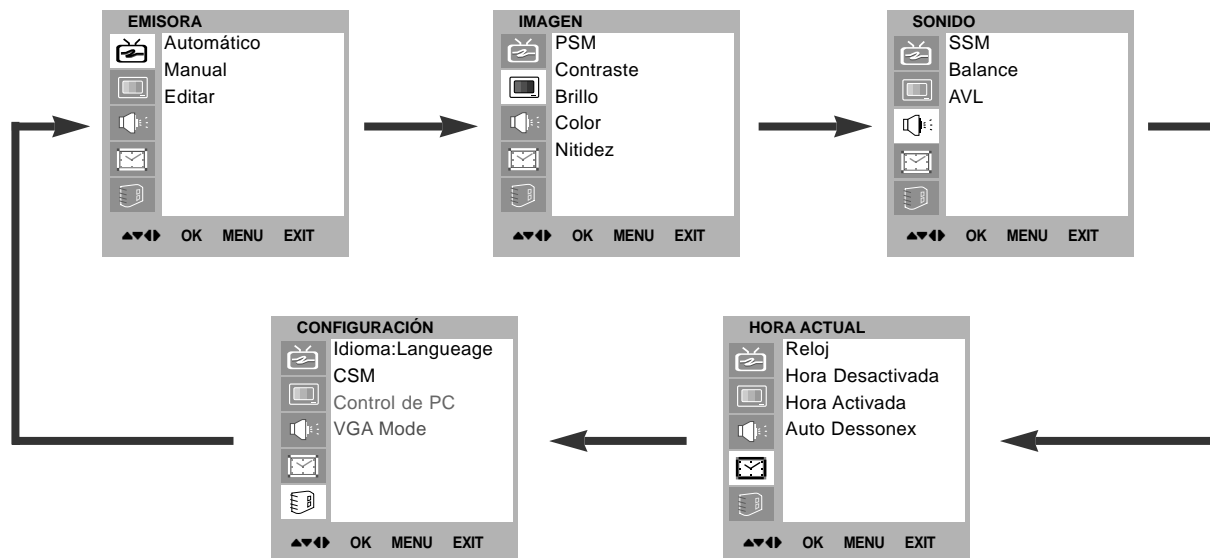 EMISORA
Automático
Manual
Editar
OK MENU EXIT
IMAGEN
PSM
Contraste
Brillo
Color
Nitidez
OK MENU EXIT
SONIDO
SSM
Balance
AVL
OK MENU EXIT
CONFIGURACIÓN
Idioma:Langueage
CSM
Control de PC
VGA Mode
OK MENU EXIT
HORA ACTUAL
Reloj
Hora Desactivada
Hora Activada
Auto Dessonex
OK MENU EXIT